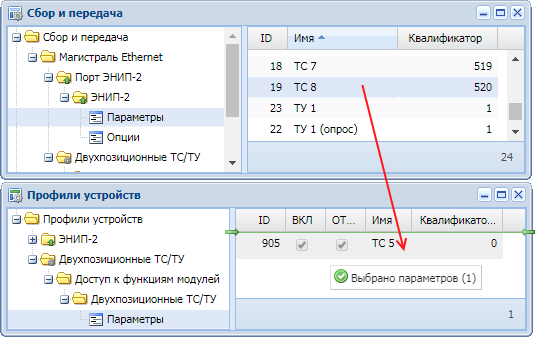 Сбор и передача
Сбор и передача
Магистраль Ethernet
Порт ЭНИП-2
ЭНИП-2
Параметры
Опции
Двухпозиционные ТС/ТУ
ID Имя Квалификатор
18 ТС 7 519
19 ТС 8 520
23 ТУ 1 1
22 ТУ 1 (опрос) 1
24
Профили устройств
Профили устройств
ЭНИП-2
Двухпозиционные ТС/ТУ
Доступ к функциям модулей
Двухпозиционные ТС/ТУ
Параметры
ID ВКЛ ОТ... Имя Квалификато...
905 ТС 5 0
Выбрано параметров (1)
1